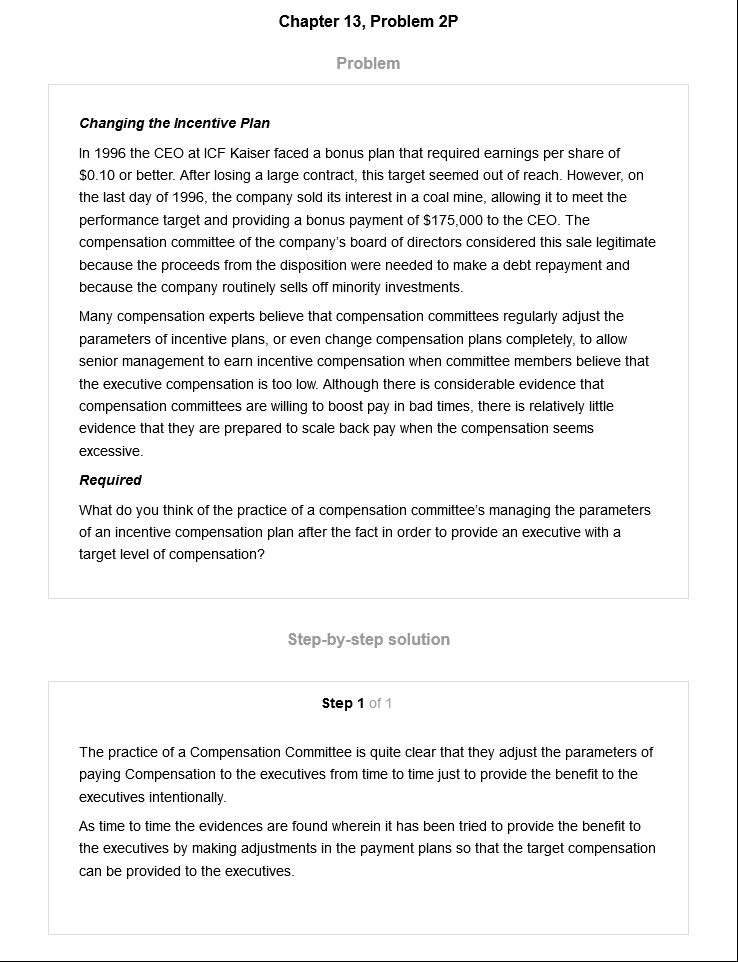 Chapter 13, Problem 2P
Problem
Changing the Incentive Plan
In 1996 the CEO at ICF Kaiser faced a bonus plan that required earnings per share of
$0.10 or better. After losing a large contract, this target seemed out of reach. However, on
the last day of 1996, the company sold its interest in a coal mine, allowing it to meet the
performance target and providing a bonus payment of $175,000 to the CEO. The
compensation committee of the company's board of directors considered this sale legitimate
because the proceeds from the disposition were needed to make a debt repayment and
because the company routinely sells off minority investments.
Many compensation experts believe that compensation committees regularly adjust the
parameters of incentive plans, or even change compensation plans completely, to allow
senior management to earn incentive compensation when committee members believe that
the executive compensation is too low. Although there is considerable evidence that
compensation committees are willing to boost pay in bad times, there is relatively little
evidence that they are prepared to scale back pay when the compensation seems
excessive.
Required
What do you think of the practice of a compensation committee's managing the parameters
of an incentive compensation plan after the fact in order to provide an executive with a
target level of compensation?
Step-by-step solution
Step 1 of 1
The practice of a Compensation Committee is quite clear that they adjust the parameters of
paying Compensation to the executives from time to time just to provide the benefit to the
executives intentionally.
As time to time the evidences are found wherein it has been tried to provide the benefit to
the executives by making adjustments in the payment plans so that the target compensation
can be provided to the executives.